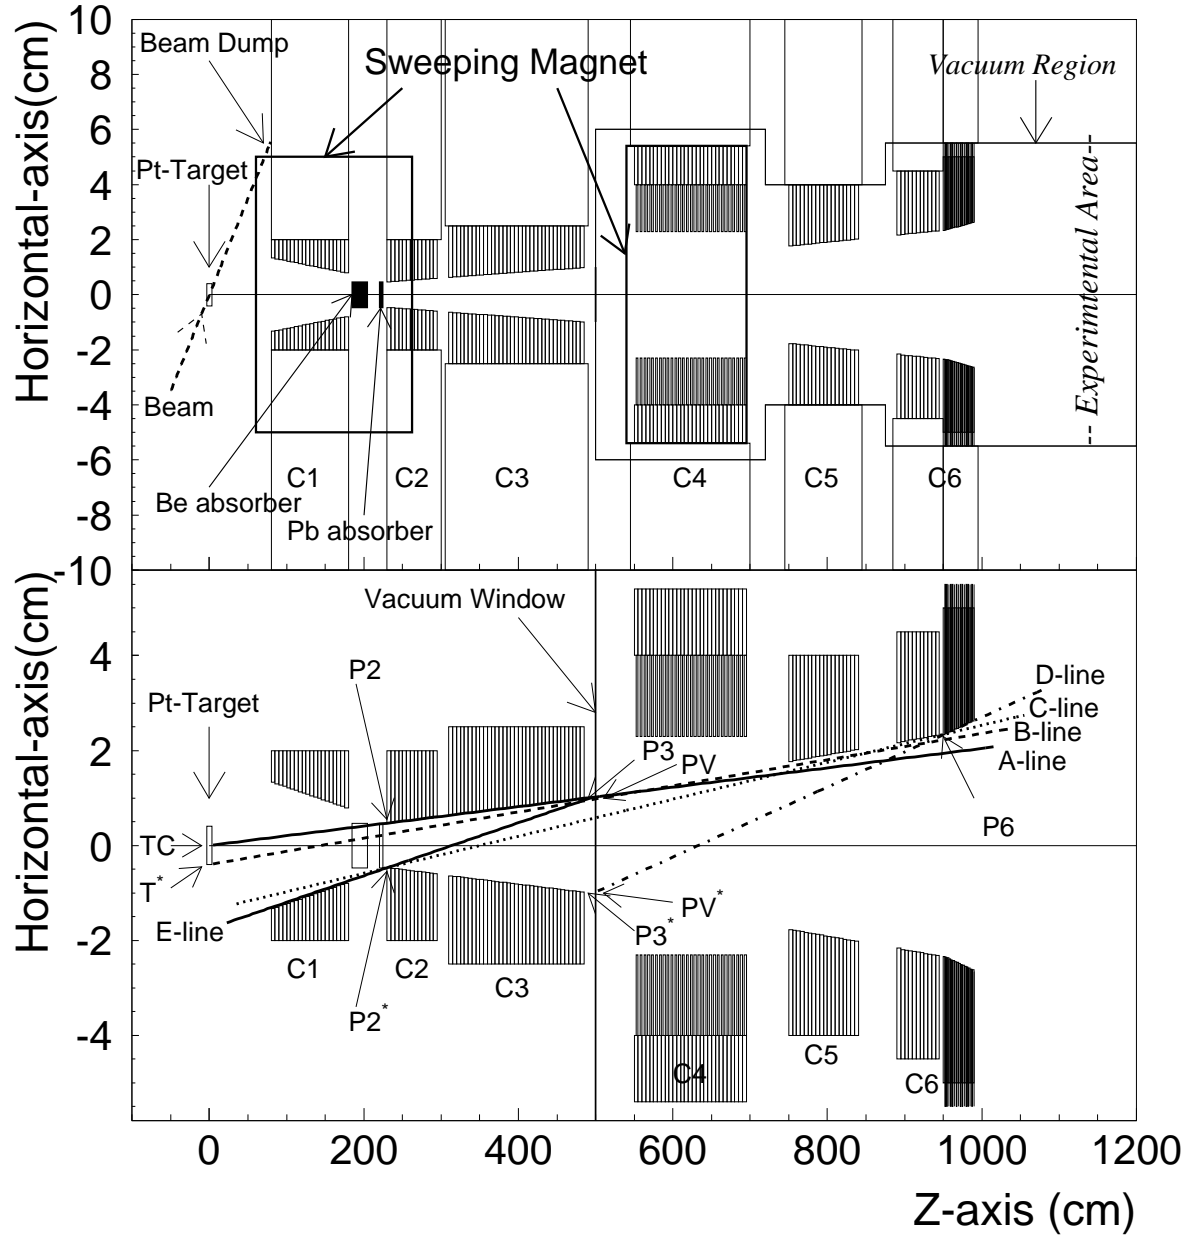 Horizontal-axis(cm)
10
8
6
4
2
0
-2
-4
-6
-8
-10
Beam Dump
Sweeping Magnet
Vacuum Region
Pt-Target
Experimtental Area
Beam
Be absorber
Pb absorber
C1
C2
C3
C4
C5
C6
Horizontal-axis(cm)
4
2
0
-2
-4
Vacuum Window
P2
Pt-Target
D-line
C-line
B-line
A-line
P3
PV
P6
TC
T*
E-line
PV*
P3*
P2*
C1
C2
C3
C4
C5
C6
0
200
400
600
800
1000
1200
Z-axis (cm)